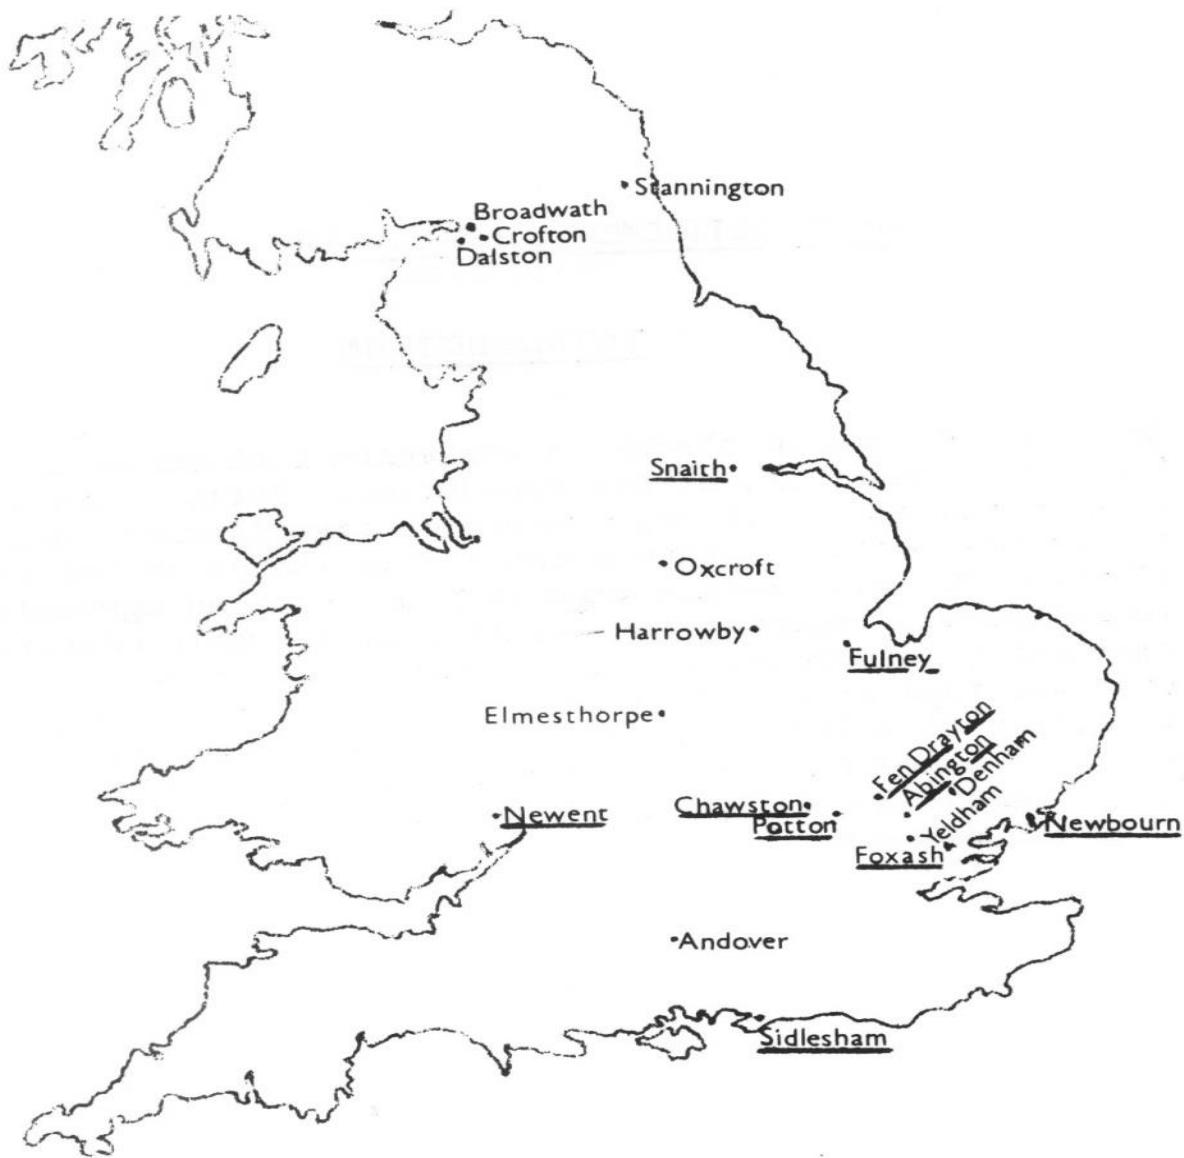 Stannington
Broadwath
Crofton
Dalston
Snaith
Oxcroft
Harrowby
Fulney
Elmesthorpe
Fen Drayton
Abington
Denham
Yeldham
Newent
Chawston
Potton
Newbourn
Foxash
Andover
Sidlesham